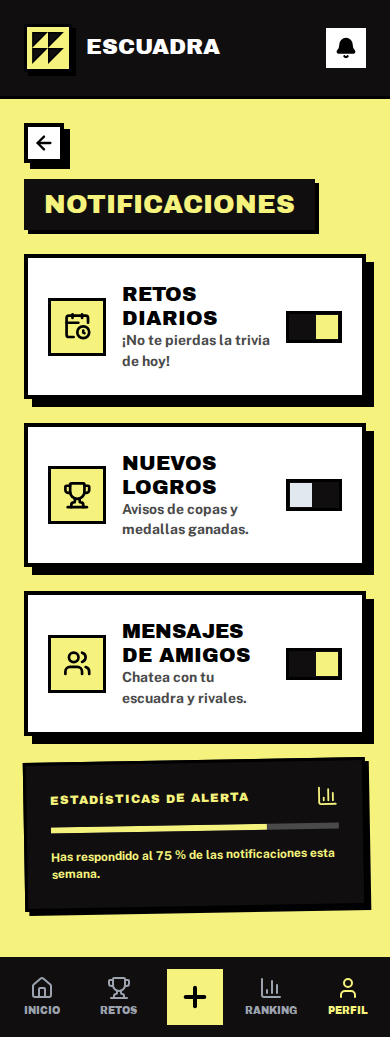 ESCUADRA
NOTIFICACIONES
RETOS
DIARIOS
¡No te pierdas la trivia
de hoy!
NUEVOS
LOGROS
Avisos de copas y
medallas ganadas.
MENSAJES
DE AMIGOS
Chatea con tu
escuadra y rivales.
ESTADÍSTICAS DE ALERTA
Has respondido al 75 % de las notificaciones esta
semana.
INICIO
RETOS
RANKING
PERFIL